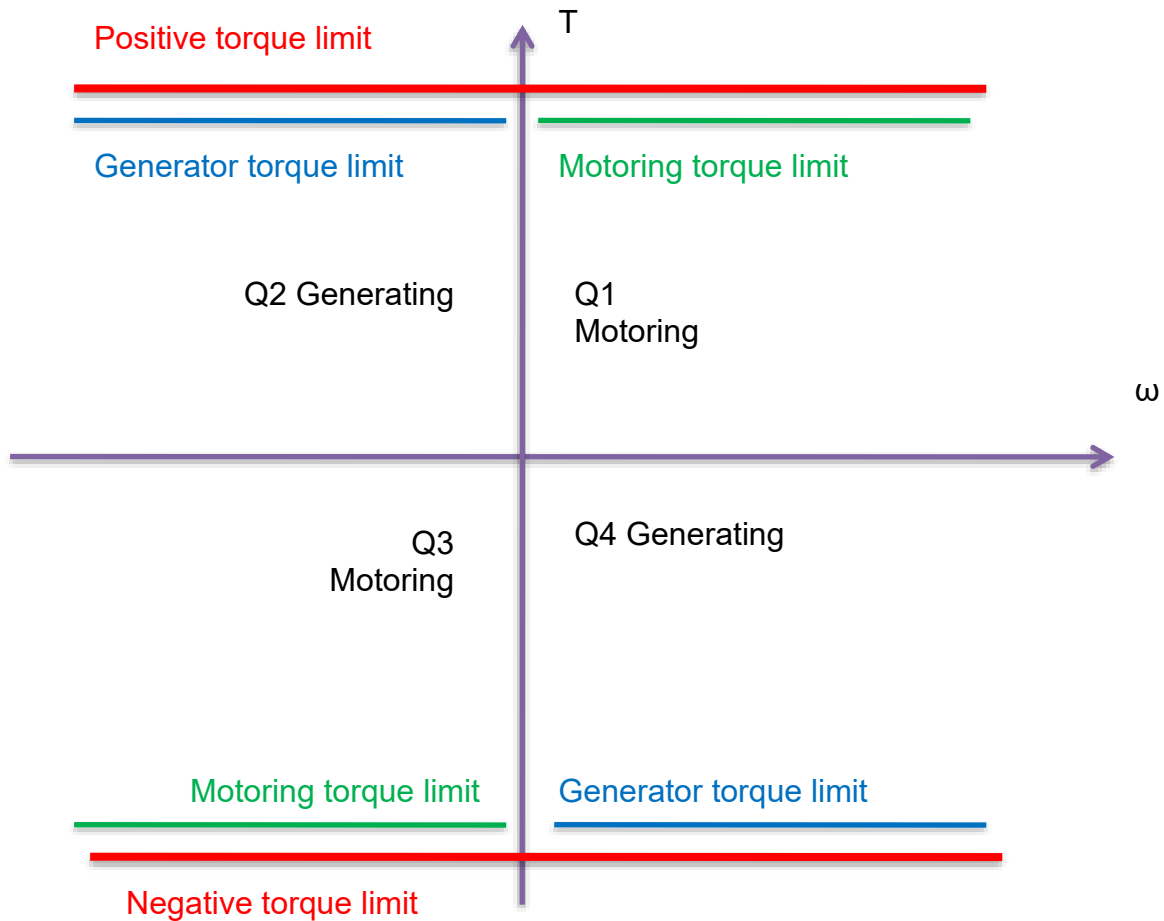 T
Positive torque limit
Generator torque limit
Motoring torque limit
Q2 Generating
Q1
Motoring
ω
Q3
Motoring
Q4 Generating
Motoring torque limit
Generator torque limit
Negative torque limit